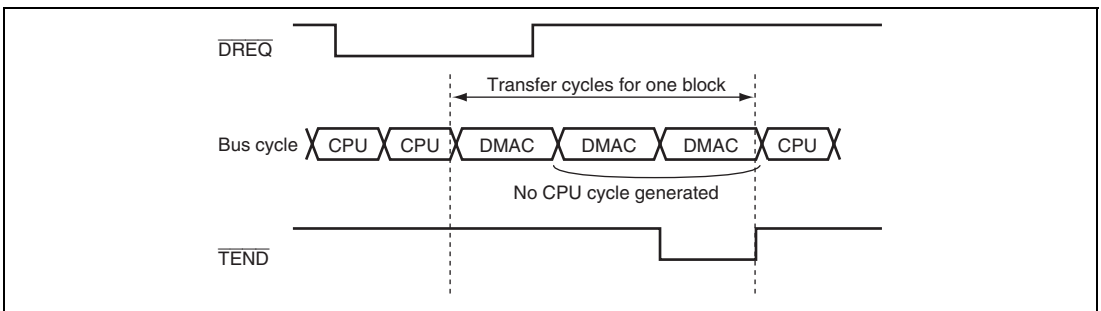 DREQ
Transfer cycles for one block
Bus cycle CPU CPU DMAC DMAC DMAC CPU
No CPU cycle generated
TEND